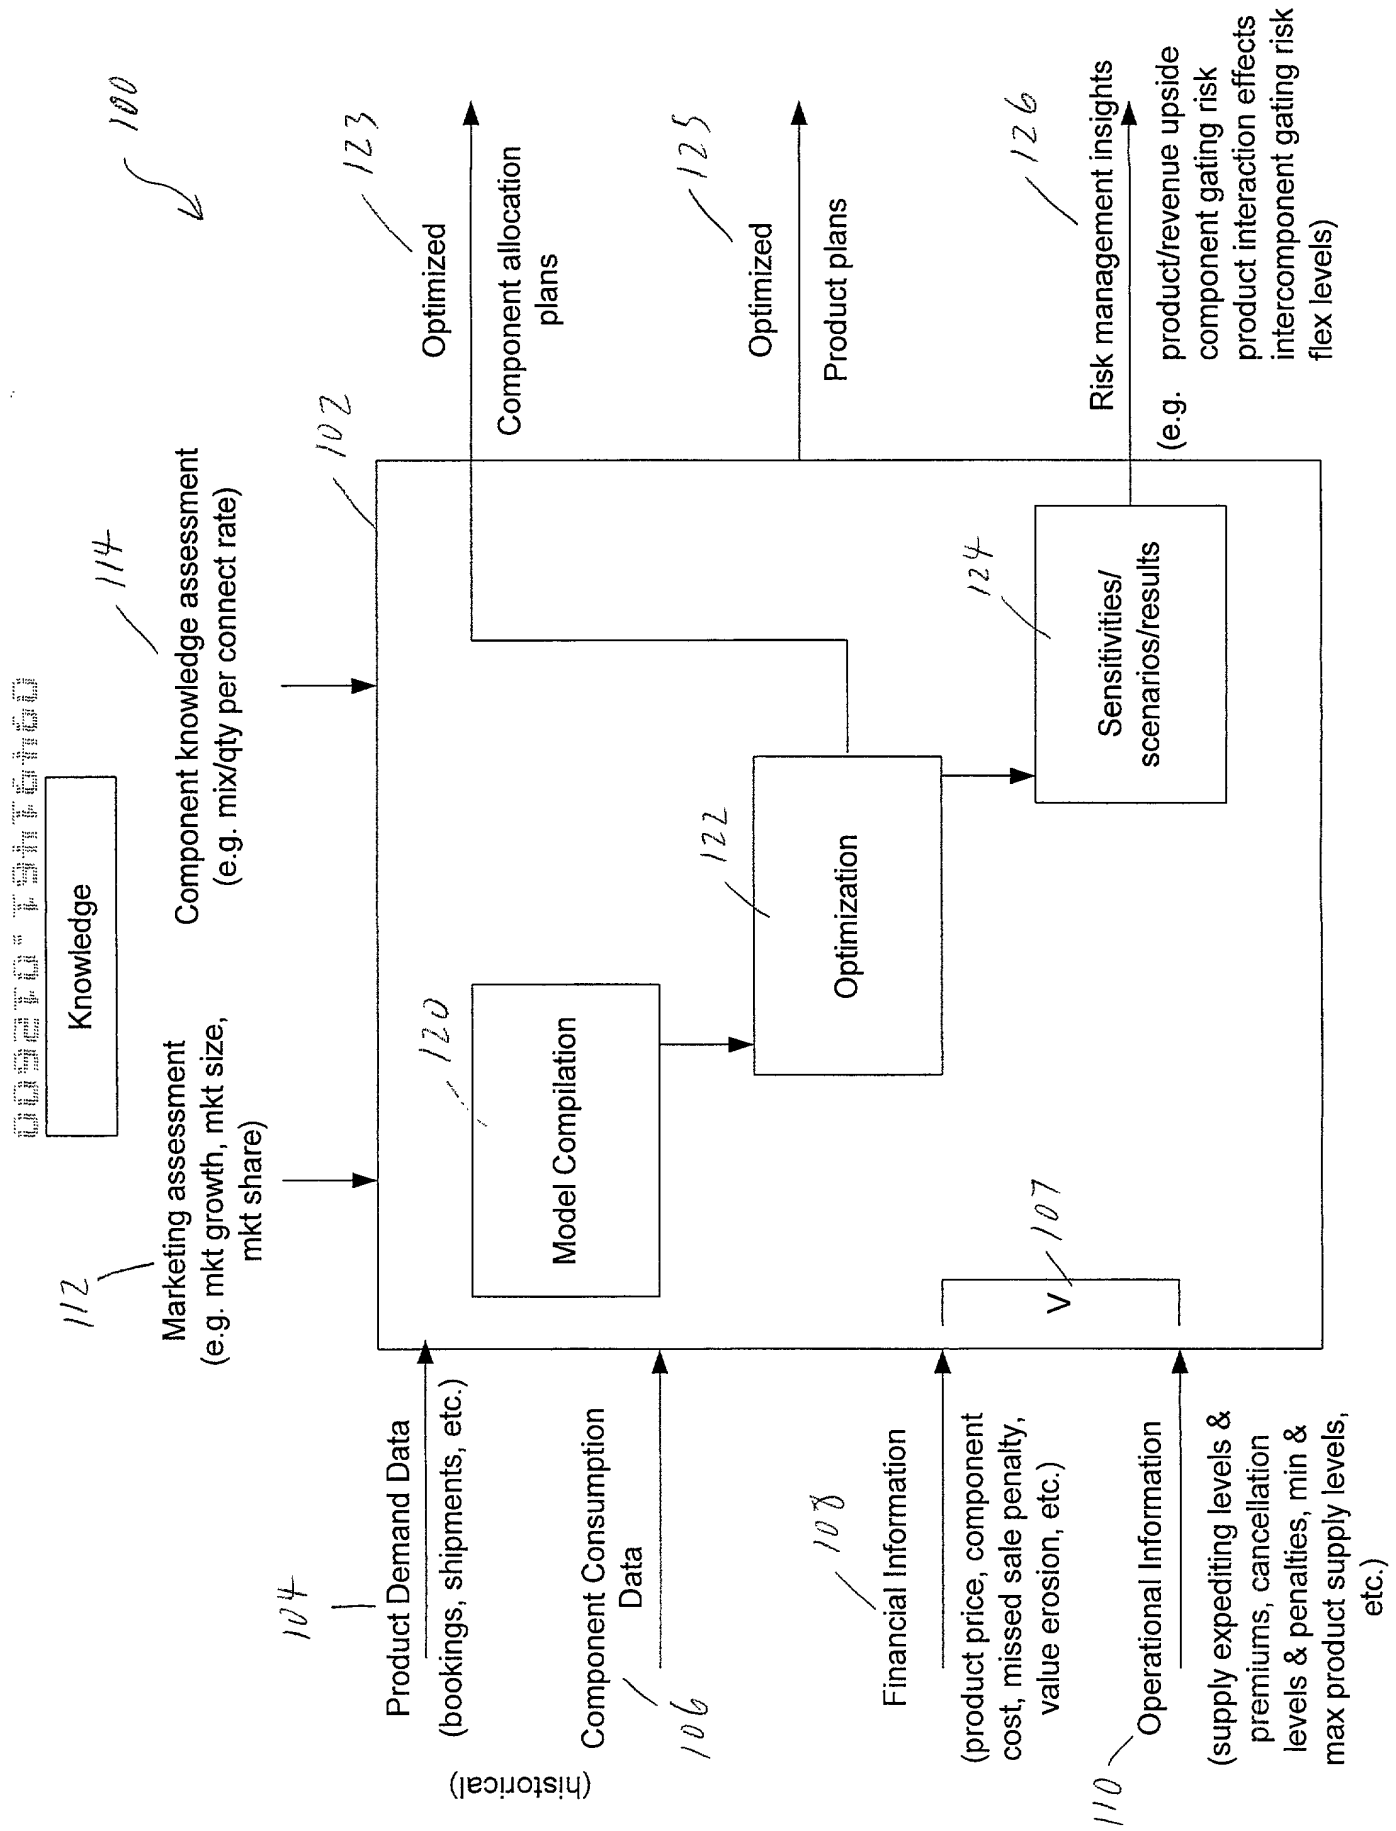 Knowledge
100
112
Marketing assessment
(e.g. mkt growth, mkt size,
mkt share)
114
Component knowledge assessment
(e.g. mix/qty per connect rate)
102
104
Product Demand Data
(bookings, shipments, etc.)
(historical)
Component Consumption
Data
106
108
Financial Information
(product price, component
cost, missed sale penalty,
value erosion, etc.)
110
Operational Information
(supply expediting levels &
premiums, cancellation
levels & penalties, min &
max product supply levels,
etc.)
V
107
120
Model Compilation
122
Optimization
124
Sensitivities/
scenarios/results
123
Optimized
Component allocation
plans
125
Optimized
Product plans
126
Risk management insights
(e.g. product/revenue upside
component gating risk
product interaction effects
intercomponent gating risk
flex levels)